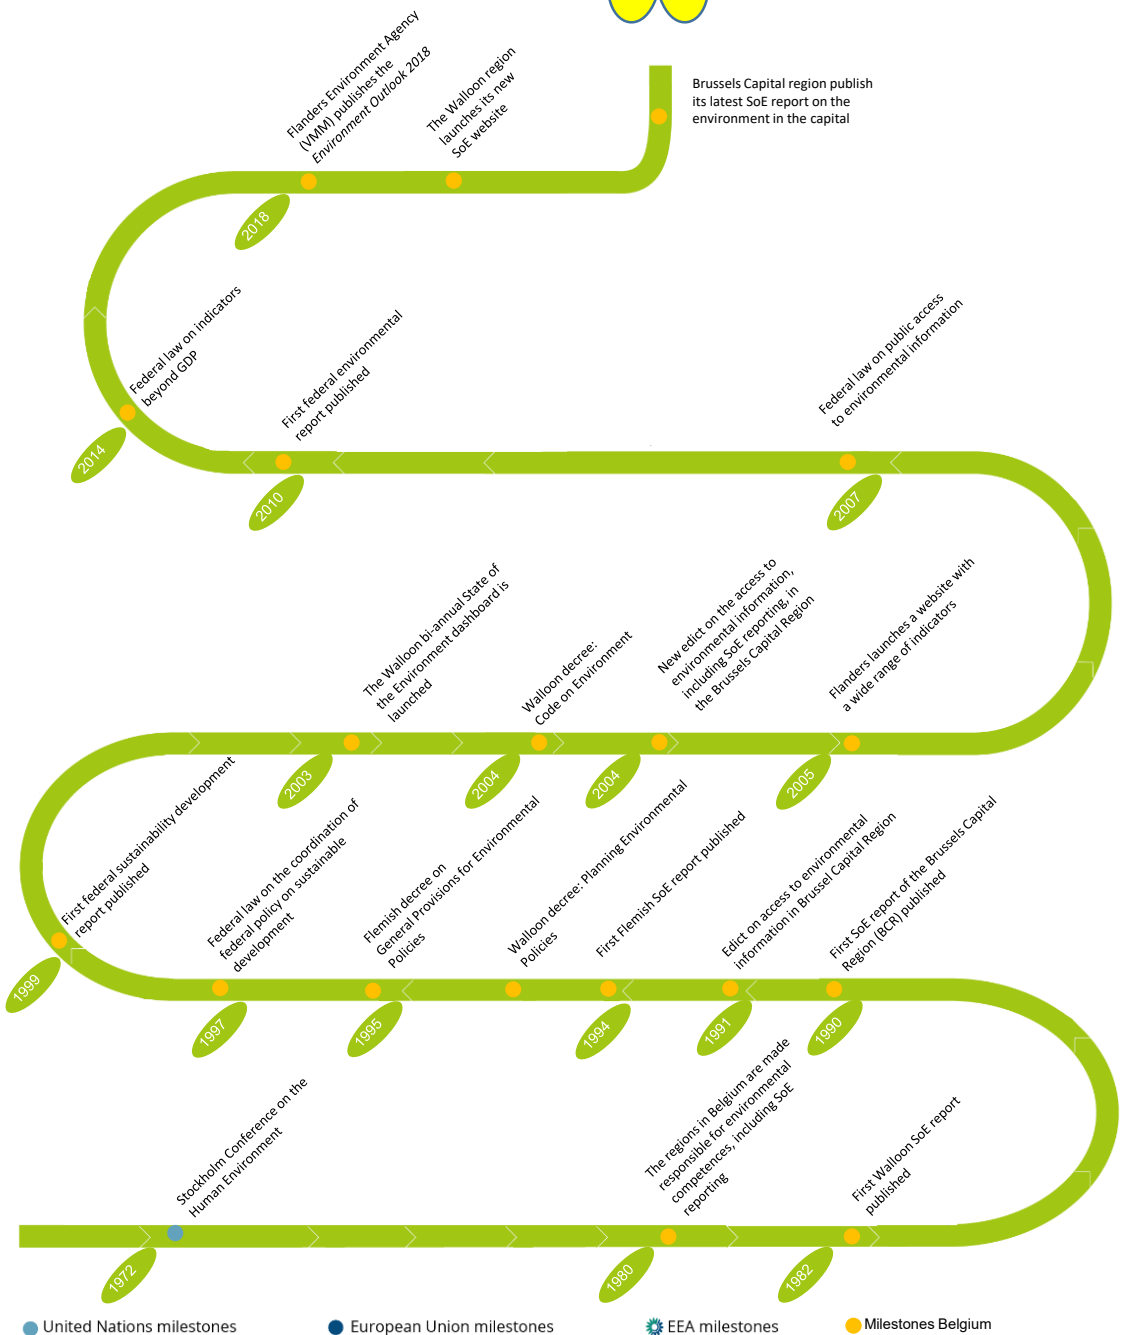 Brussels Capital region publish
its latest SoE report on the
environment in the capital
Flanders Environment Agency
(VMM) publishes the
Environment Outlook 2018
The Walloon region
launches its new
SoE website
2018
Federal law on indicators
beyond GDP
2014
First federal environmental
report published
2010
Federal law on public access
to environmental information
2007
The Walloon bi-annual State of
the Environment dashboard is
launched
2003
Walloon decree:
Code on Environment
2004
New edict on the access to
environmental information,
including SoE reporting, in
the Brussels Capital Region
2004
Flanders launches a website with
a wide range of indicators
2005
First federal sustainability development
report published
1999
Federal law on the coordination of
federal policy on sustainable
development
1997
Flemish decree on
General Provisions for Environmental
Policies
1995
Walloon decree: Planning Environmental
Policies
First Flemish SoE report published
1994
Edict on access to environmental
information in Brussel Capital Region
1991
First SoE report of the Brussels Capital
Region (BCR) published
1990
Stockholm Conference on the
Human Environment
1972
The regions in Belgium are made
responsible for environmental
competences, including SoE
reporting
1980
First Walloon SoE report
published
1982
United Nations milestones
European Union milestones
EEA milestones
Milestones Belgium